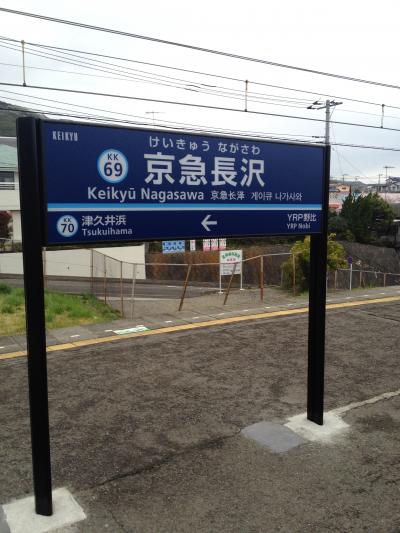 KEIKYU
けいきゅう ながさわ
KK
69
京急長沢
Keikyū Nagasawa 京急长泽 게이큐 나가사와
KK
70
津久井浜
Tsukuihama
YRP野比
YRP Nobi